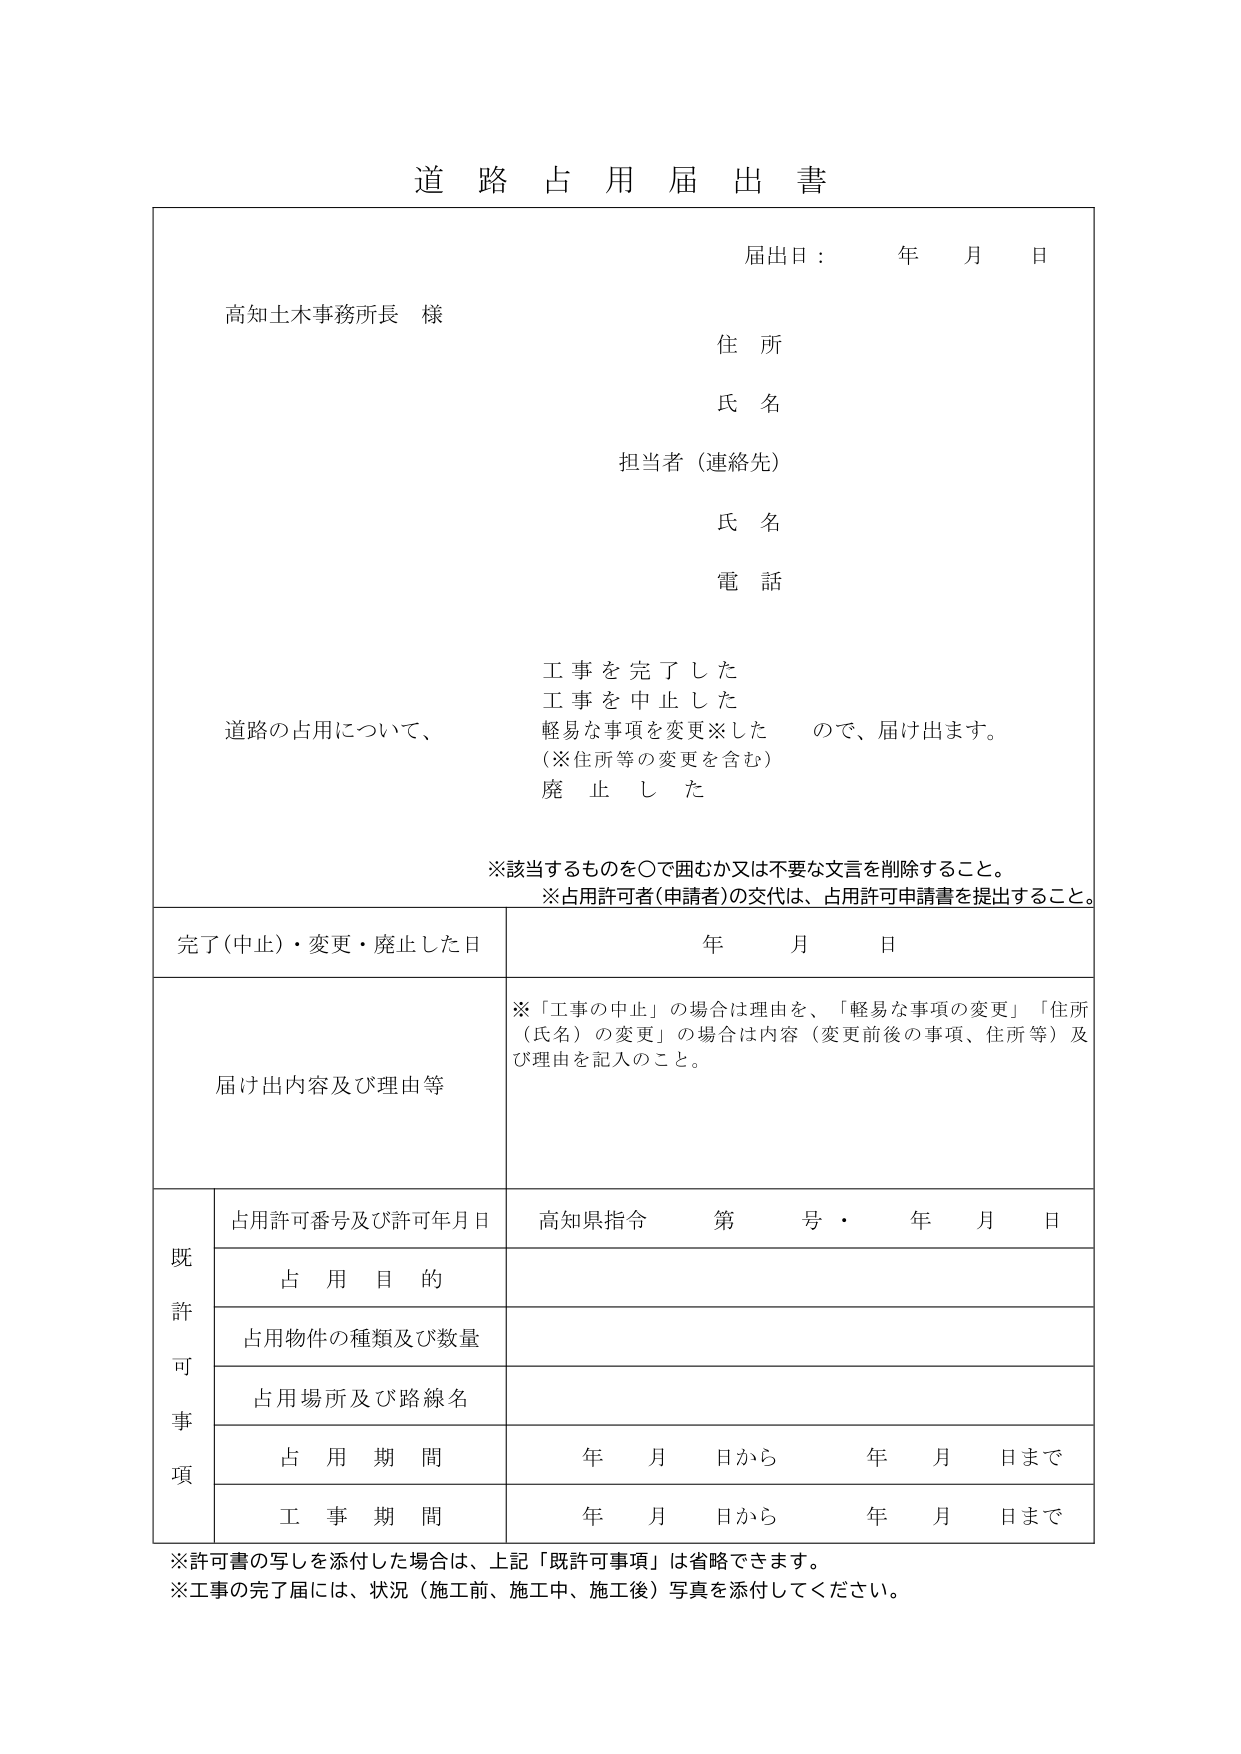 道　路　占　用　届　出　書
届出日：　　　年　　月　　日
高知土木事務所長　様
住　所
氏　名
担当者（連絡先）
氏　名
電　話
工 事 を 完 了 し た
工 事 を 中 止 し た
道路の占用について、　　　　　軽易な事項を変更※した　　ので、届け出ます。
（※住所等の変更を含む）
廃　止　し　た
※該当するものを〇で囲むか又は不要な文言を削除すること。
※占用許可者(申請者)の交代は、占用許可申請書を提出すること。
完了(中止)・変更・廃止した日　　年　　　月　　　日
※「工事の中止」の場合は理由を、「軽易な事項の変更」「住所
（氏名）の変更」の場合は内容（変更前後の事項、住所等）及
び理由を記入のこと。
届け出内容及び理由等
既許可事項
占用許可番号及び許可年月日　　高知県指令　　　第　　　号・　　　年　　月　　日
占　用　目　的
占用物件の種類及び数量
占用場所及び路線名
占　用　期　間　　年　　月　　日から　　　　年　　月　　日まで
工　事　期　間　　年　　月　　日から　　　　年　　月　　日まで
※許可書の写しを添付した場合は、上記「既許可事項」は省略できます。
※工事の完了届には、状況（施工前、施工中、施工後）写真を添付してください。